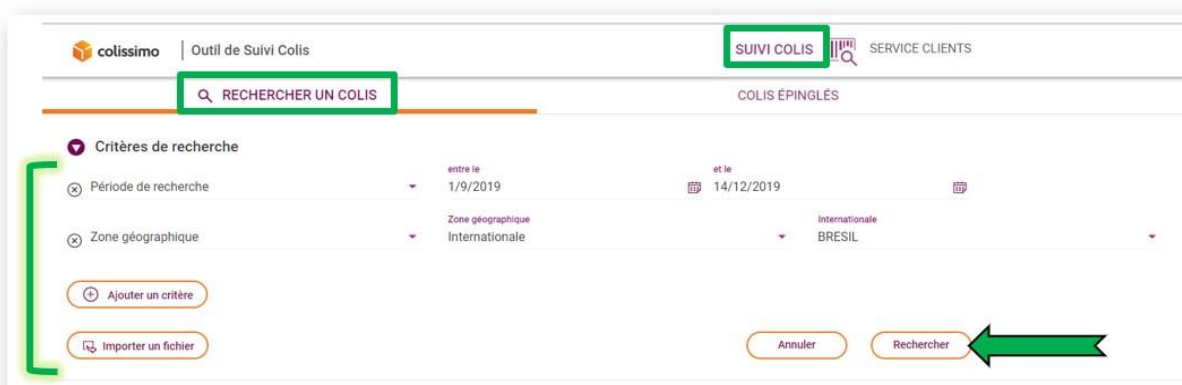 colissimo Outil de Suivi Colis SUIVI COLIS SERVICE CLIENTS
RECHERCHER UN COLIS COLIS ÉPINGLÉS
Critères de recherche
entre le et le
Période de recherche 1/9/2019 14/12/2019
Zone géographique Internationale
Zone géographique Internationale BRESIL
Ajouter un critère
Importer un fichier Annuler Rechercher